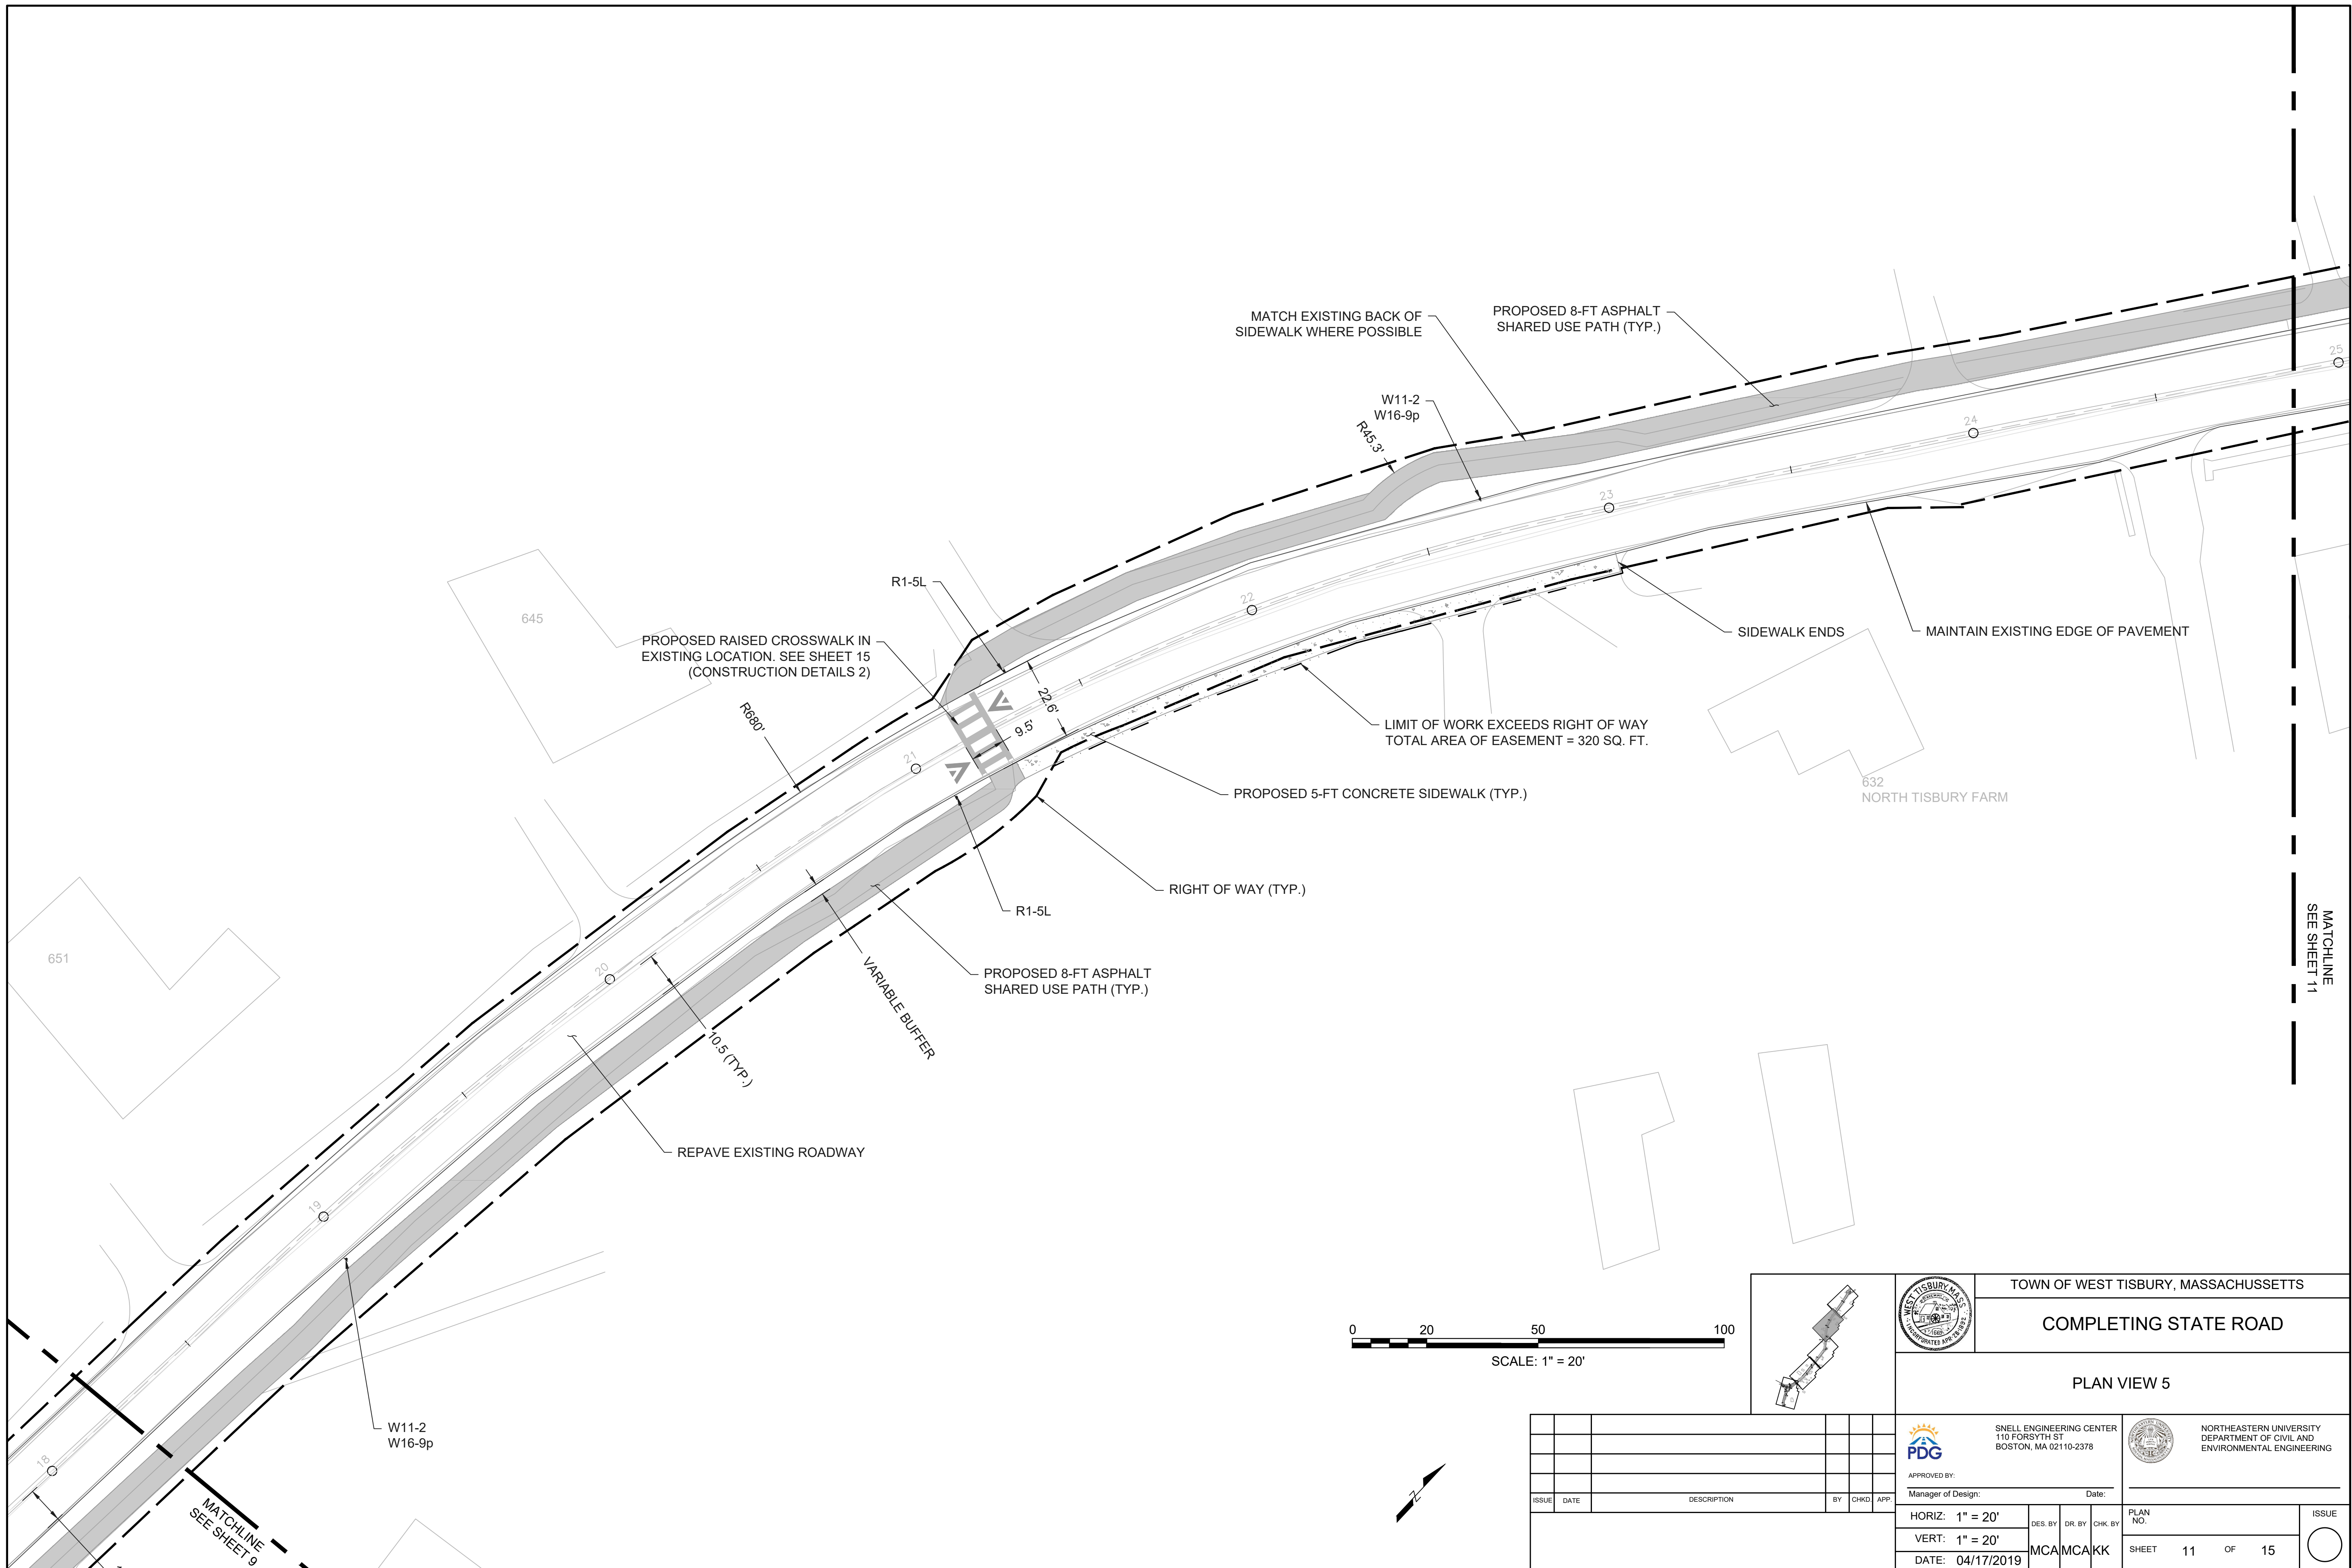 MATCH EXISTING BACK OF
SIDEWALK WHERE POSSIBLE
PROPOSED 8-FT ASPHALT
SHARED USE PATH (TYP.)
W11-2
W16-9p
R45.3'
25
24
23
22
R1-5L
645
PROPOSED RAISED CROSSWALK IN
EXISTING LOCATION. SEE SHEET 15
(CONSTRUCTION DETAILS 2)
R680'
22.6'
9.5'
21
SIDEWALK ENDS
MAINTAIN EXISTING EDGE OF PAVEMENT
LIMIT OF WORK EXCEEDS RIGHT OF WAY
TOTAL AREA OF EASEMENT = 320 SQ. FT.
PROPOSED 5-FT CONCRETE SIDEWALK (TYP.)
632
NORTH TISBURY FARM
RIGHT OF WAY (TYP.)
R1-5L
651
20
PROPOSED 8-FT ASPHALT
SHARED USE PATH (TYP.)
VARIABLE BUFFER
10.5 (TYP.)
MATCHLINE
SEE SHEET 11
REPAVE EXISTING ROADWAY
19
W11-2
W16-9p
18
MATCHLINE
SEE SHEET 9
0 20 50 100
SCALE: 1" = 20'
Z
WEST TISBURY, MASS
INCORPORATED APR. 28, 1892
TOWN OF WEST TISBURY, MASSACHUSSETTS
COMPLETING STATE ROAD
PLAN VIEW 5
PDG
SNELL ENGINEERING CENTER
110 FORSYTH ST
BOSTON, MA 02110-2378
NORTHEASTERN UNIVERSITY
DEPARTMENT OF CIVIL AND
ENVIRONMENTAL ENGINEERING
APPROVED BY:
Manager of Design: Date:
ISSUE DATE DESCRIPTION BY CHKD. APP.
HORIZ: 1" = 20'
VERT: 1" = 20'
DATE: 04/17/2019
DES. BY DR. BY CHK. BY
MCA MCA KK
PLAN
NO.
SHEET 11 OF 15
ISSUE